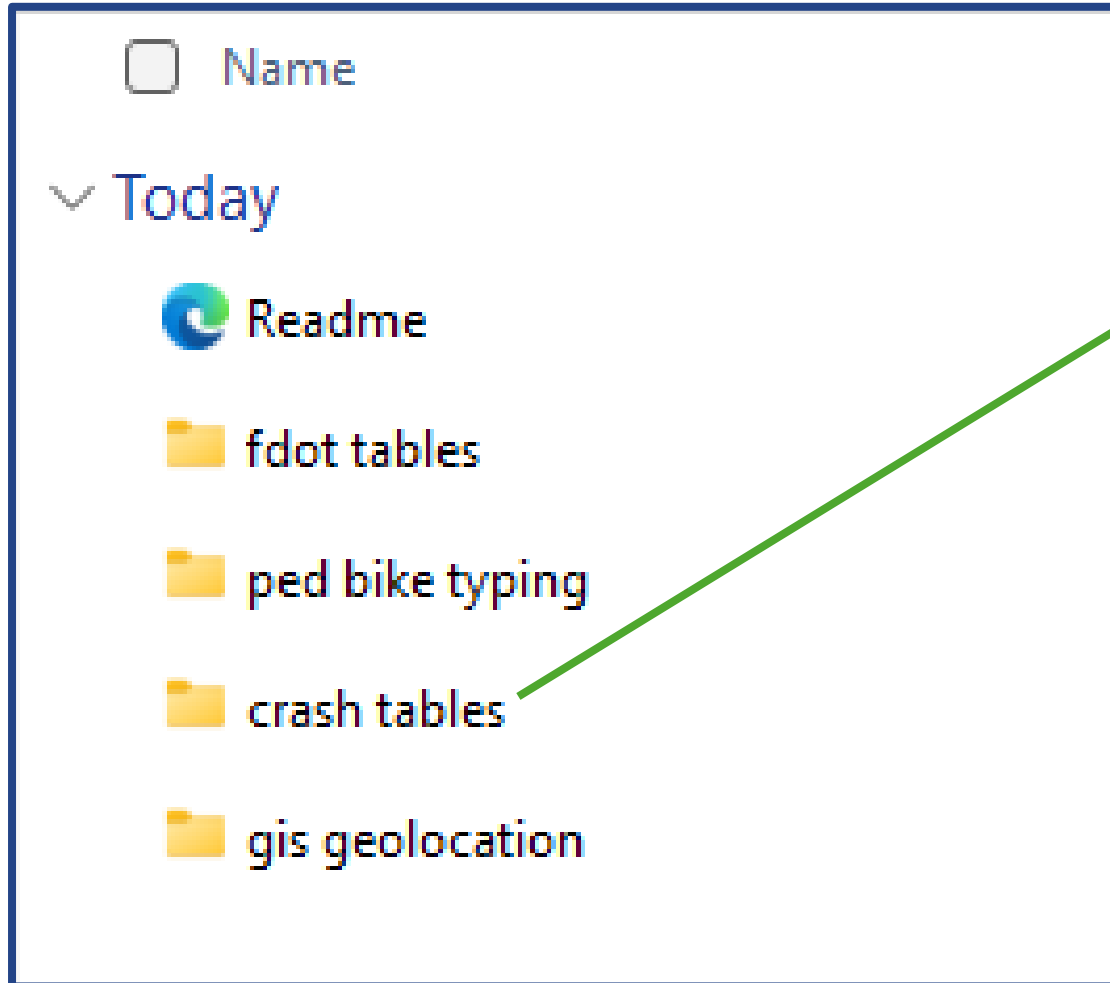 Name
Today
Readme
fdot tables
ped bike typing
crash tables
gis geolocation